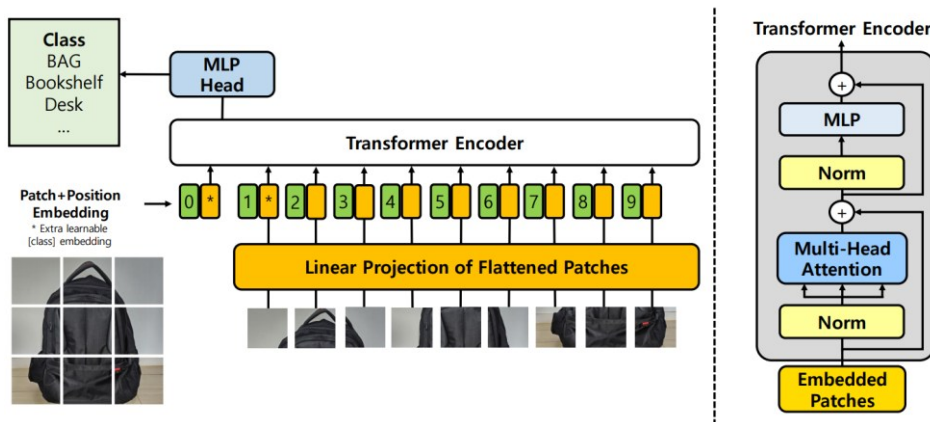 Class
BAG
Bookshelf
Desk
...
MLP
Head
Transformer Encoder
Patch+Position
Embedding
* Extra learnable
[class] embedding
0 * 1 * 2 3 4 5 6 7 8 9
Linear Projection of Flattened Patches
Transformer Encoder
+
MLP
Norm
+
Multi-Head
Attention
Norm
Embedded
Patches